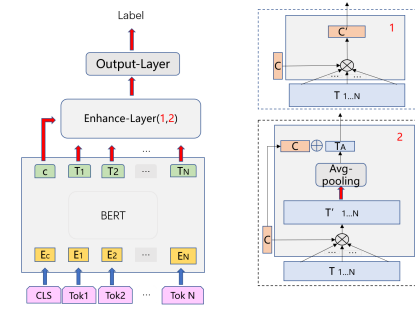 Label
Output-Layer
Enhance-Layer(1,2)
...
c T1 T2 ... TN
BERT
Ec E1 E2 ... EN
CLS Tok1 Tok2 ... Tok N
1
C'
C
... ...
T 1...N
2
C TA
Avg-
pooling
T' 1...N
C
... ...
T 1...N